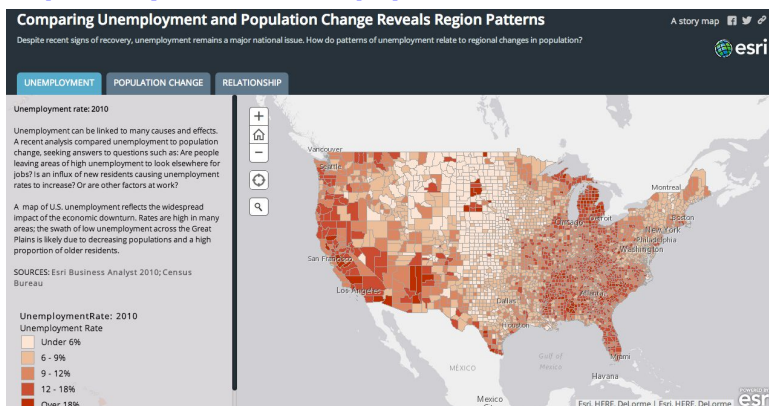 Comparing Unemployment and Population Change Reveals Region Patterns
A story map
Despite recent signs of recovery, unemployment remains a major national issue. How do patterns of unemployment relate to regional changes in population?
esri
UNEMPLOYMENT
POPULATION CHANGE
RELATIONSHIP
Unemployment rate: 2010
Unemployment can be linked to many causes and effects.
A recent analysis compared unemployment to population
change, seeking answers to questions such as: Are people
leaving areas of high unemployment to look elsewhere for
jobs? Is an influx of new residents causing unemployment
rates to increase? Or are other factors at work?
A map of U.S. unemployment reflects the widespread
impact of the economic downturn. Rates are high in many
areas; the swath of low unemployment across the Great
Plains is likely due to decreasing populations and a high
proportion of older residents.
SOURCES: Esri Business Analyst 2010; Census
Bureau
UnemploymentRate: 2010
Unemployment Rate
Under 6%
6 - 9%
9 - 12%
12 - 18%
Over 18%
Vancouver
Seattle
Montreal
Chicago
Detroit
Boston
New York
Philadelphia
Washington
San Francisco
Los Angeles
Atlanta
Dallas
Houston
Gulf of
Mexico
Miami
MÉXICO
Havana
Mexico
POWERED BY
esri
Esri, HERE, DeLorme | Esri, HERE, DeLorme